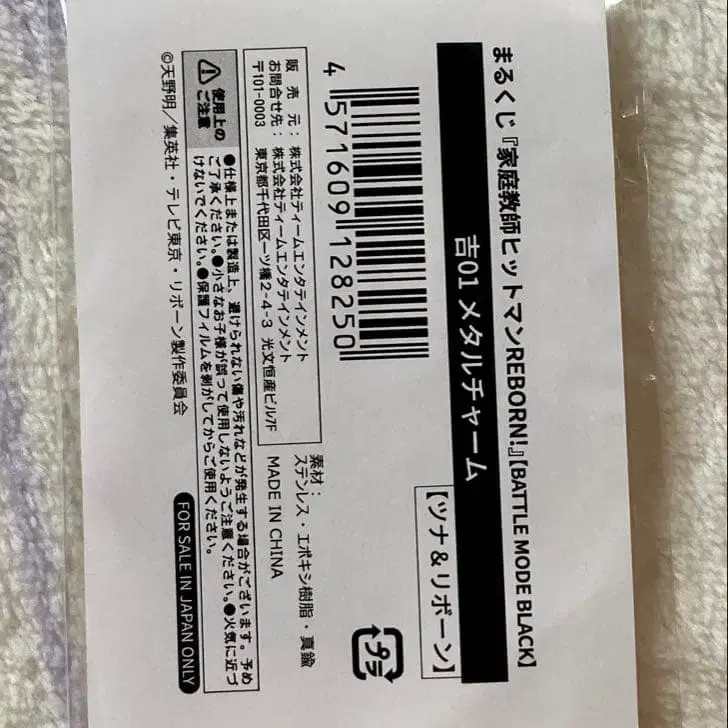 まるくじ『家庭教師ヒットマンREBORN!』【BATTLE MODE BLACK】
吉01 メタルチャーム
【ツナ&リボーン】
4 571609 128250
素材：
ステンレス・エポキシ樹脂・真鍮
MADE IN CHINA
プラ
販売元：株式会社ティームエンタテインメント
お問合せ先：株式会社ティームエンタテインメント
〒101-0003 東京都千代田区一ツ橋2-4-3 光文恒産ビル7F
使用上の
ご注意
●仕様上または製造上、避けられない傷や汚れなどが発生する場合がございます。予め
ご了承ください。●小さなお子様が誤って使用しないようご注意ください。●火気に近づ
けないでください。●保護フィルムを剥がしてからご使用ください。
©天野明／集英社・テレビ東京・リボーン製作委員会
FOR SALE IN JAPAN ONLY